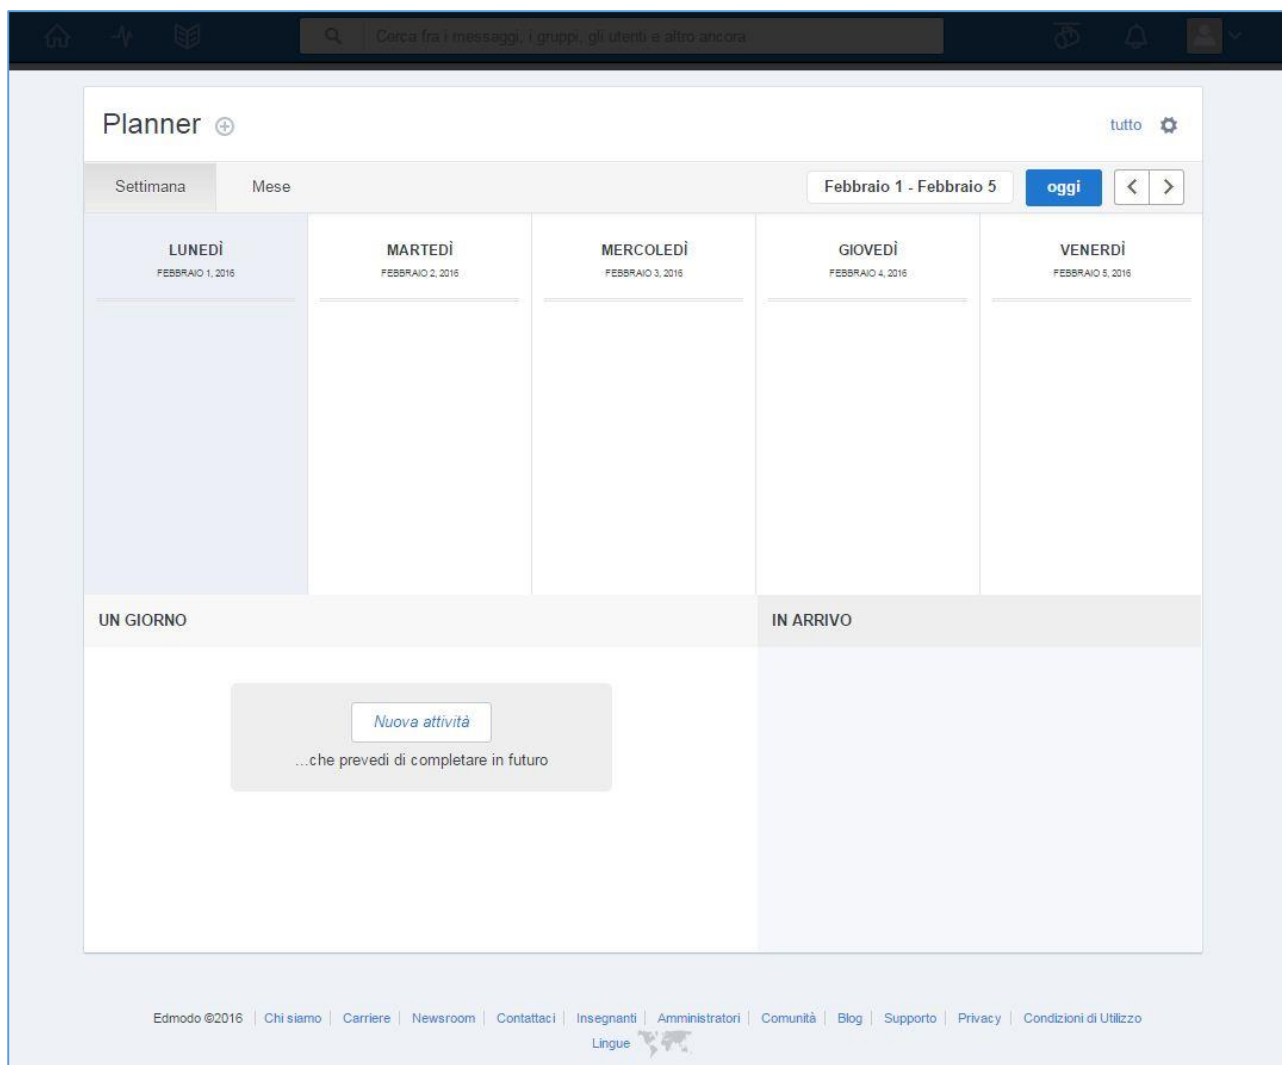 Cerca fra i messaggi, i gruppi, gli utenti e altro ancora
Planner
tutto
Settimana Mese Febbraio 1 - Febbraio 5 oggi
LUNEDÌ MARTEDÌ MERCOLEDÌ GIOVEDÌ VENERDÌ
FEBBRAIO 1, 2016 FEBBRAIO 2, 2016 FEBBRAIO 3, 2016 FEBBRAIO 4, 2016 FEBBRAIO 5, 2016
UN GIORNO IN ARRIVO
Nuova attività
...che prevedi di completare in futuro
Edmodo ©2016 | Chi siamo | Carriere | Newsroom | Contattaci | Insegnanti | Amministratori | Comunità | Blog | Supporto | Privacy | Condizioni di Utilizzo
Lingue